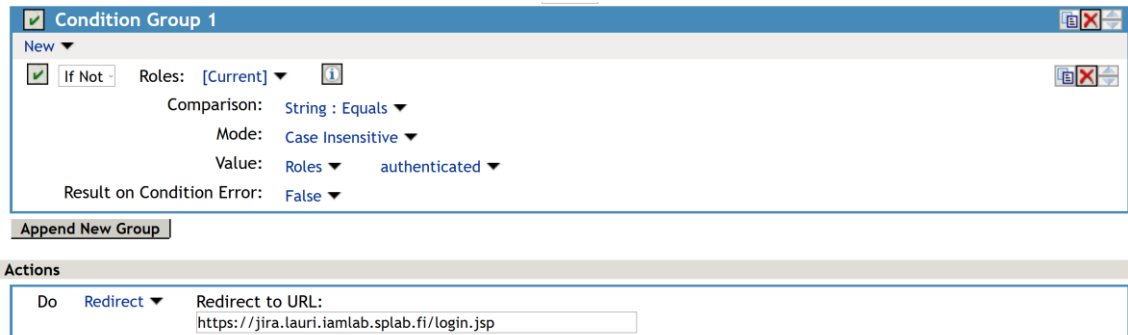 Condition Group 1
New
If Not Roles: [Current]
Comparison: String : Equals
Mode: Case Insensitive
Value: Roles authenticated
Result on Condition Error: False
Append New Group
Actions
Do Redirect Redirect to URL:
https://jira.lauri.iamlab.splab.fi/login.jsp